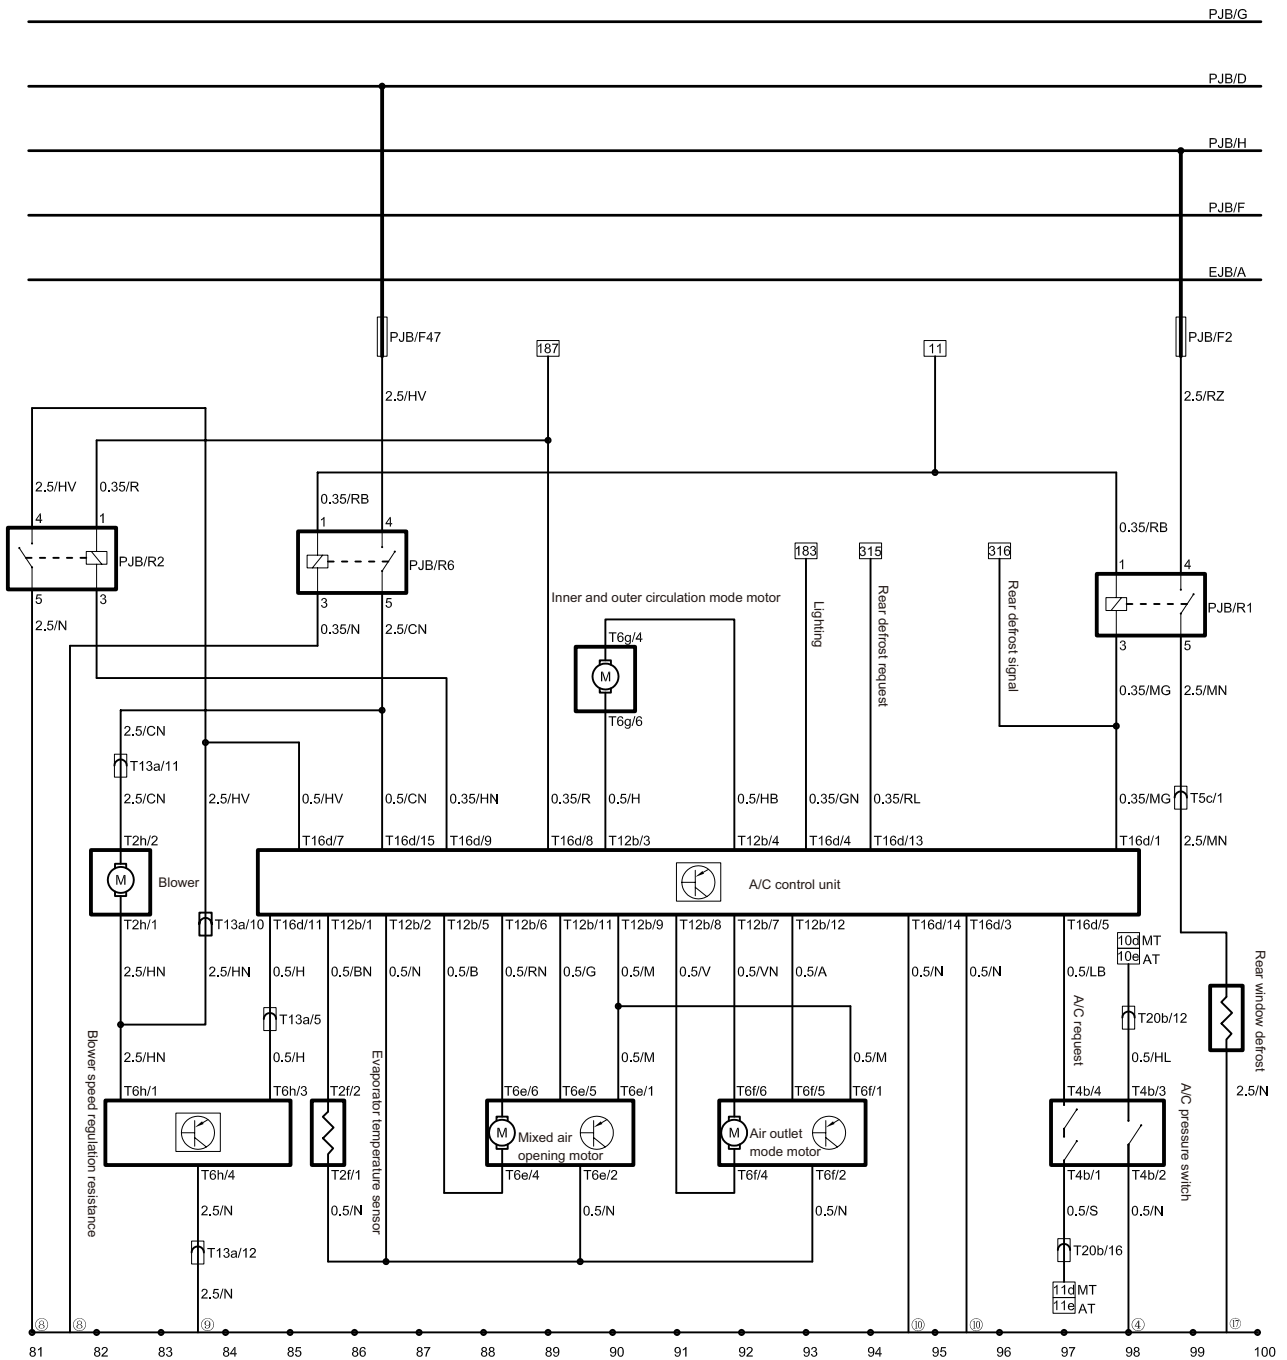 PJB/G
PJB/D
PJB/H
PJB/F
EJB/A
PJB/F47
187
11
PJB/F2
2.5/HV
2.5/RZ
2.5/HV
0.35/R
0.35/RB
4
1
1
4
0.35/RB
PJB/R2
PJB/R6
183
315
316
1
4
5
3
3
5
Inner and outer circulation mode motor
PJB/R1
2.5/N
0.35/N
2.5/CN
T6g/4
Lighting
Rear defrost request
Rear defrost signal
3
5
M
0.35/MG
2.5/MN
T6g/6
2.5/CN
T13a/11
2.5/CN
2.5/HV
0.5/HV
0.5/CN
0.35/HN
0.35/R
0.5/H
0.5/HB
0.35/GN
0.35/RL
0.35/MG
T5c/1
T2h/2
T16d/7
T16d/15
T16d/9
T16d/8
T12b/3
T12b/4
T16d/4
T16d/13
T16d/1
2.5/MN
M
Blower
A/C control unit
T2h/1
T13a/10
T16d/11
T12b/1
T12b/2
T12b/5
T12b/6
T12b/11
T12b/9
T12b/8
T12b/7
T12b/12
T16d/14
T16d/3
T16d/5
10d MT
10e AT
2.5/HN
2.5/HN
0.5/H
0.5/BN
0.5/N
0.5/B
0.5/RN
0.5/G
0.5/M
0.5/V
0.5/VN
0.5/A
0.5/N
0.5/N
0.5/LB
Rear window defrost
T13a/5
A/C request
T20b/12
2.5/HN
0.5/H
0.5/M
0.5/M
0.5/HL
Blower speed regulation resistance
Evaporator temperature sensor
A/C pressure switch
T6h/1
T6h/3
T2f/2
T6e/6
T6e/5
T6e/1
T6f/6
T6f/5
T6f/1
T4b/4
T4b/3
2.5/N
M
Mixed air
opening motor
M
Air outlet
mode motor
T6h/4
T2f/1
T6e/4
T6e/2
T6f/4
T6f/2
T4b/1
T4b/2
2.5/N
0.5/N
0.5/N
0.5/N
0.5/S
0.5/N
T13a/12
T20b/16
2.5/N
11d MT
11e AT
⑧
⑧
⑨
⑩
⑩
④
⑰
81 82 83 84 85 86 87 88 89 90 91 92 93 94 95 96 97 98 99 100